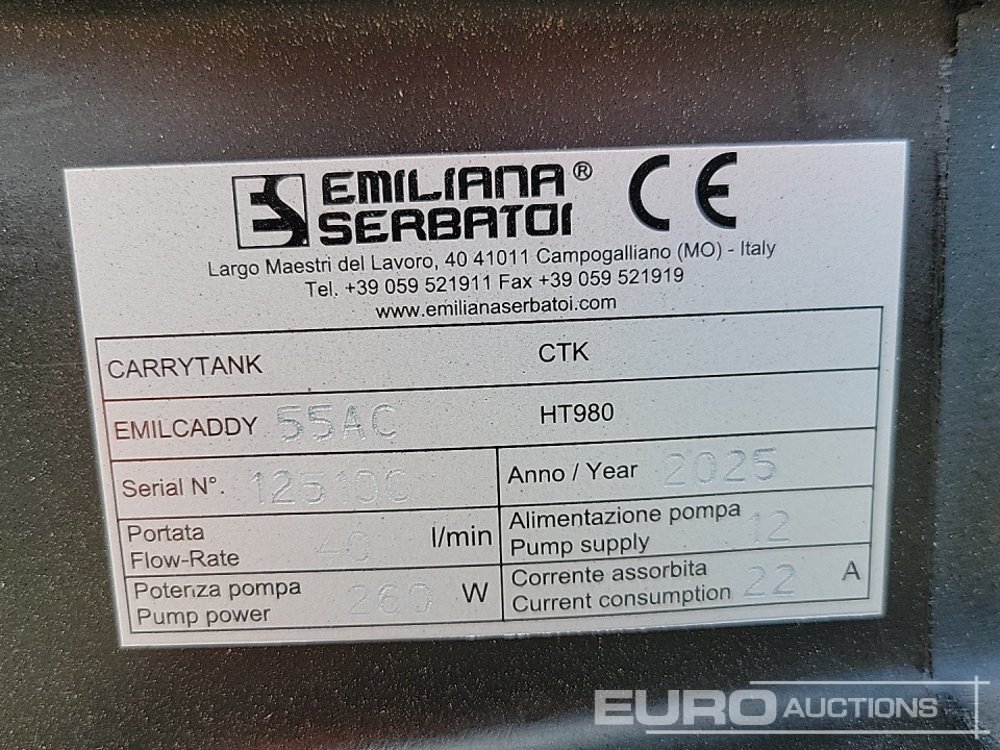 EMILIANA®
SERBATOI
CE
Largo Maestri del Lavoro, 40 41011 Campogalliano (MO) - Italy
Tel. +39 059 521911 Fax +39 059 521919
www.emilianaserbatoi.com
CARRYTANK CTK
EMILCADDY 55AC HT980
Serial N°. Anno / Year 2025
Portata
Flow-Rate 40 l/min
Alimentazione pompa
Pump supply 12
Potenza pompa
Pump power 260 W
Corrente assorbita
Current consumption 22 A
EURO AUCTIONS